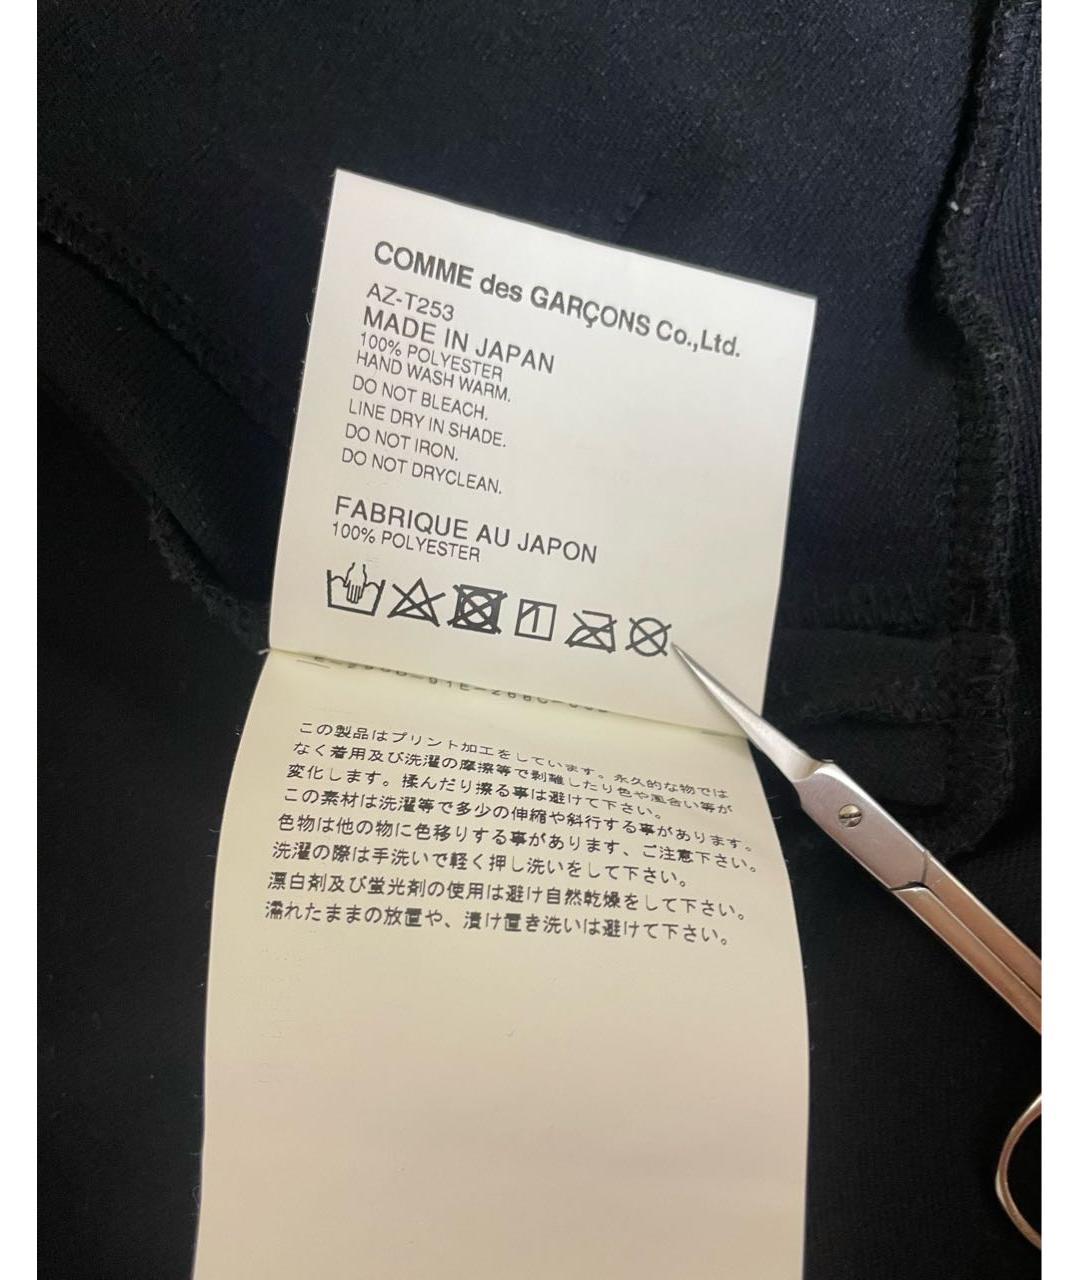 COMME des GARÇONS Co.,Ltd.
AZ-T253
MADE IN JAPAN
100% POLYESTER
HAND WASH WARM.
DO NOT BLEACH.
LINE DRY IN SHADE.
DO NOT IRON.
DO NOT DRYCLEAN.
FABRIQUE AU JAPON
100% POLYESTER
この製品はプリント加工をしています。永久的な物では
なく着用及び洗濯の摩擦等で剥離したり色や風合い等が
変化します。揉んだり擦る事は避けて下さい。
この素材は洗濯等で多少の伸縮や斜行する事があります。
色物は他の物に色移りする事があります、ご注意下さい。
洗濯の際は手洗いで軽く押し洗いをして下さい。
漂白剤及び蛍光剤の使用は避け自然乾燥をして下さい。
濡れたままの放置や、漬け置き洗いは避けて下さい。